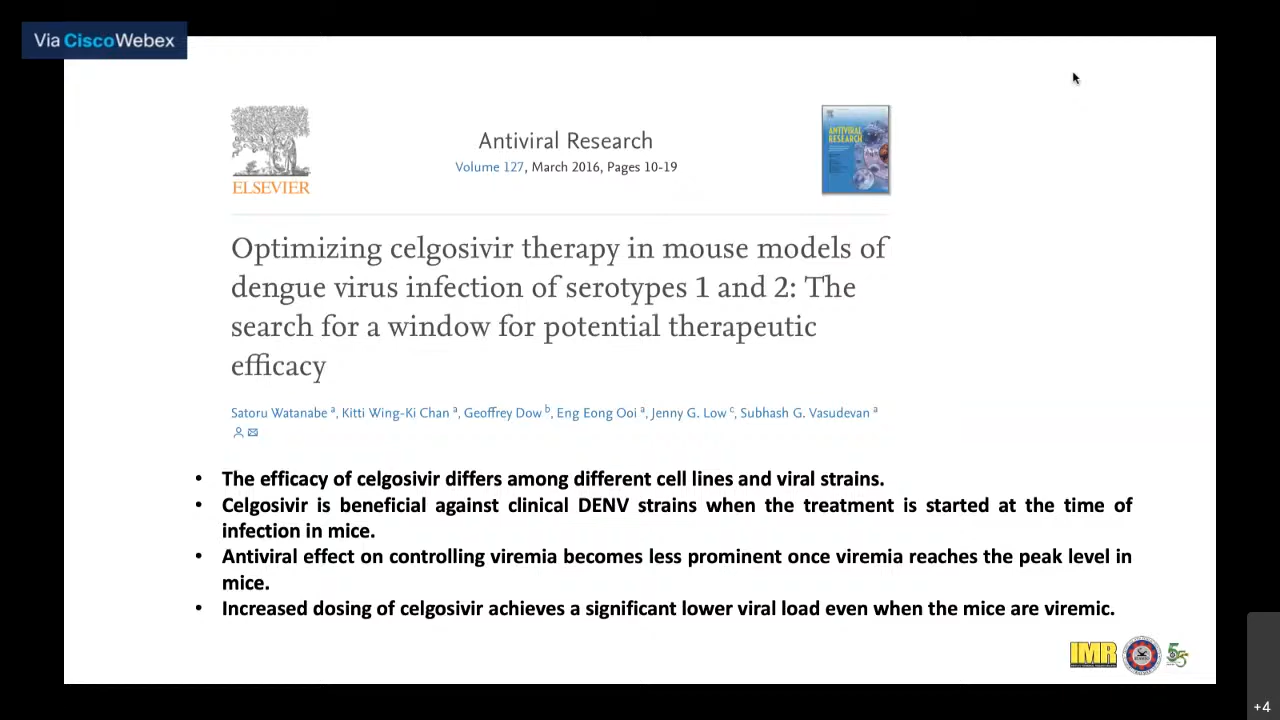 Via CiscoWebex
ELSEVIER
Antiviral Research
Volume 127, March 2016, Pages 10-19
ANTIVIRAL
RESEARCH
Optimizing celgosivir therapy in mouse models of
dengue virus infection of serotypes 1 and 2: The
search for a window for potential therapeutic
efficacy
Satoru Watanabe a, Kitti Wing-Ki Chan a, Geoffrey Dow b, Eng Eong Ooi a, Jenny G. Low c, Subhash G. Vasudevan a
• The efficacy of celgosivir differs among different cell lines and viral strains.
• Celgosivir is beneficial against clinical DENV strains when the treatment is started at the time of
infection in mice.
• Antiviral effect on controlling viremia becomes less prominent once viremia reaches the peak level in
mice.
• Increased dosing of celgosivir achieves a significant lower viral load even when the mice are viremic.
IMR
+4